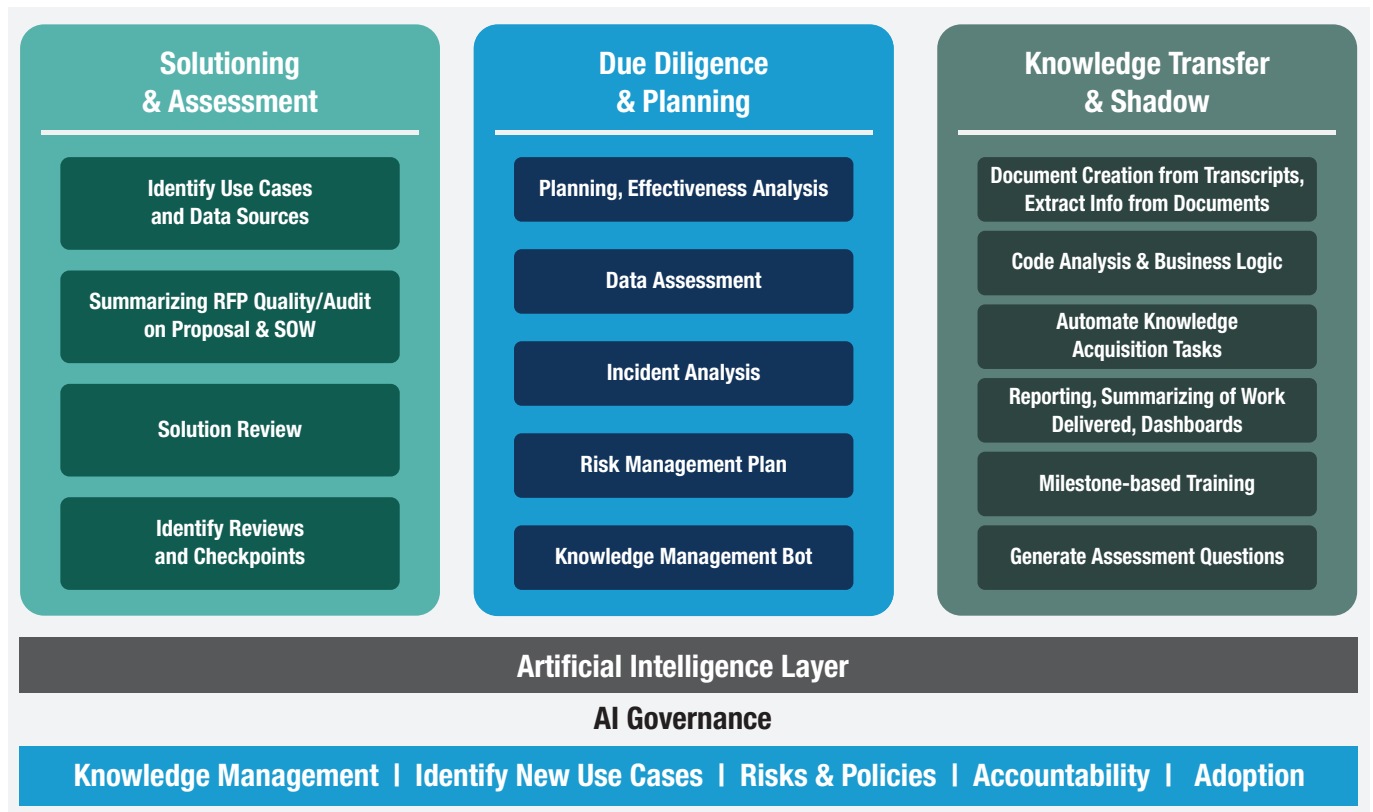 Solutioning
& Assessment
Identify Use Cases
and Data Sources
Summarizing RFP Quality/Audit
on Proposal & SOW
Solution Review
Identify Reviews
and Checkpoints
Due Diligence
& Planning
Planning, Effectiveness Analysis
Data Assessment
Incident Analysis
Risk Management Plan
Knowledge Management Bot
Knowledge Transfer
& Shadow
Document Creation from Transcripts,
Extract Info from Documents
Code Analysis & Business Logic
Automate Knowledge
Acquisition Tasks
Reporting, Summarizing of Work
Delivered, Dashboards
Milestone-based Training
Generate Assessment Questions
Artificial Intelligence Layer
AI Governance
Knowledge Management | Identify New Use Cases | Risks & Policies | Accountability | Adoption